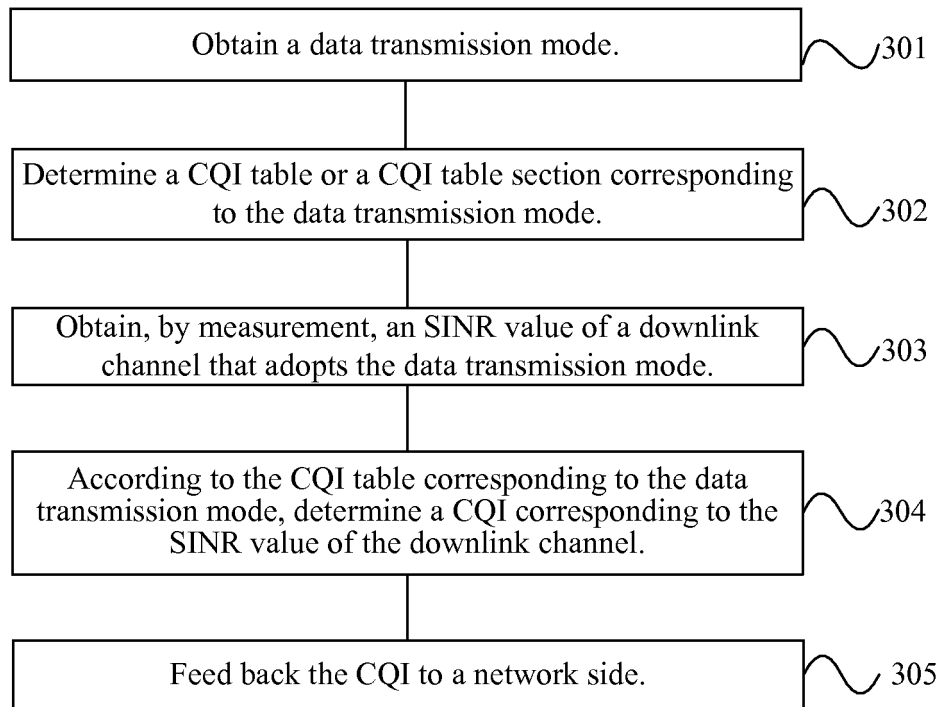 Obtain a data transmission mode.
301
Determine a CQI table or a CQI table section corresponding
to the data transmission mode.
302
Obtain, by measurement, an SINR value of a downlink
channel that adopts the data transmission mode.
303
According to the CQI table corresponding to the data
transmission mode, determine a CQI corresponding to the
SINR value of the downlink channel.
304
Feed back the CQI to a network side.
305